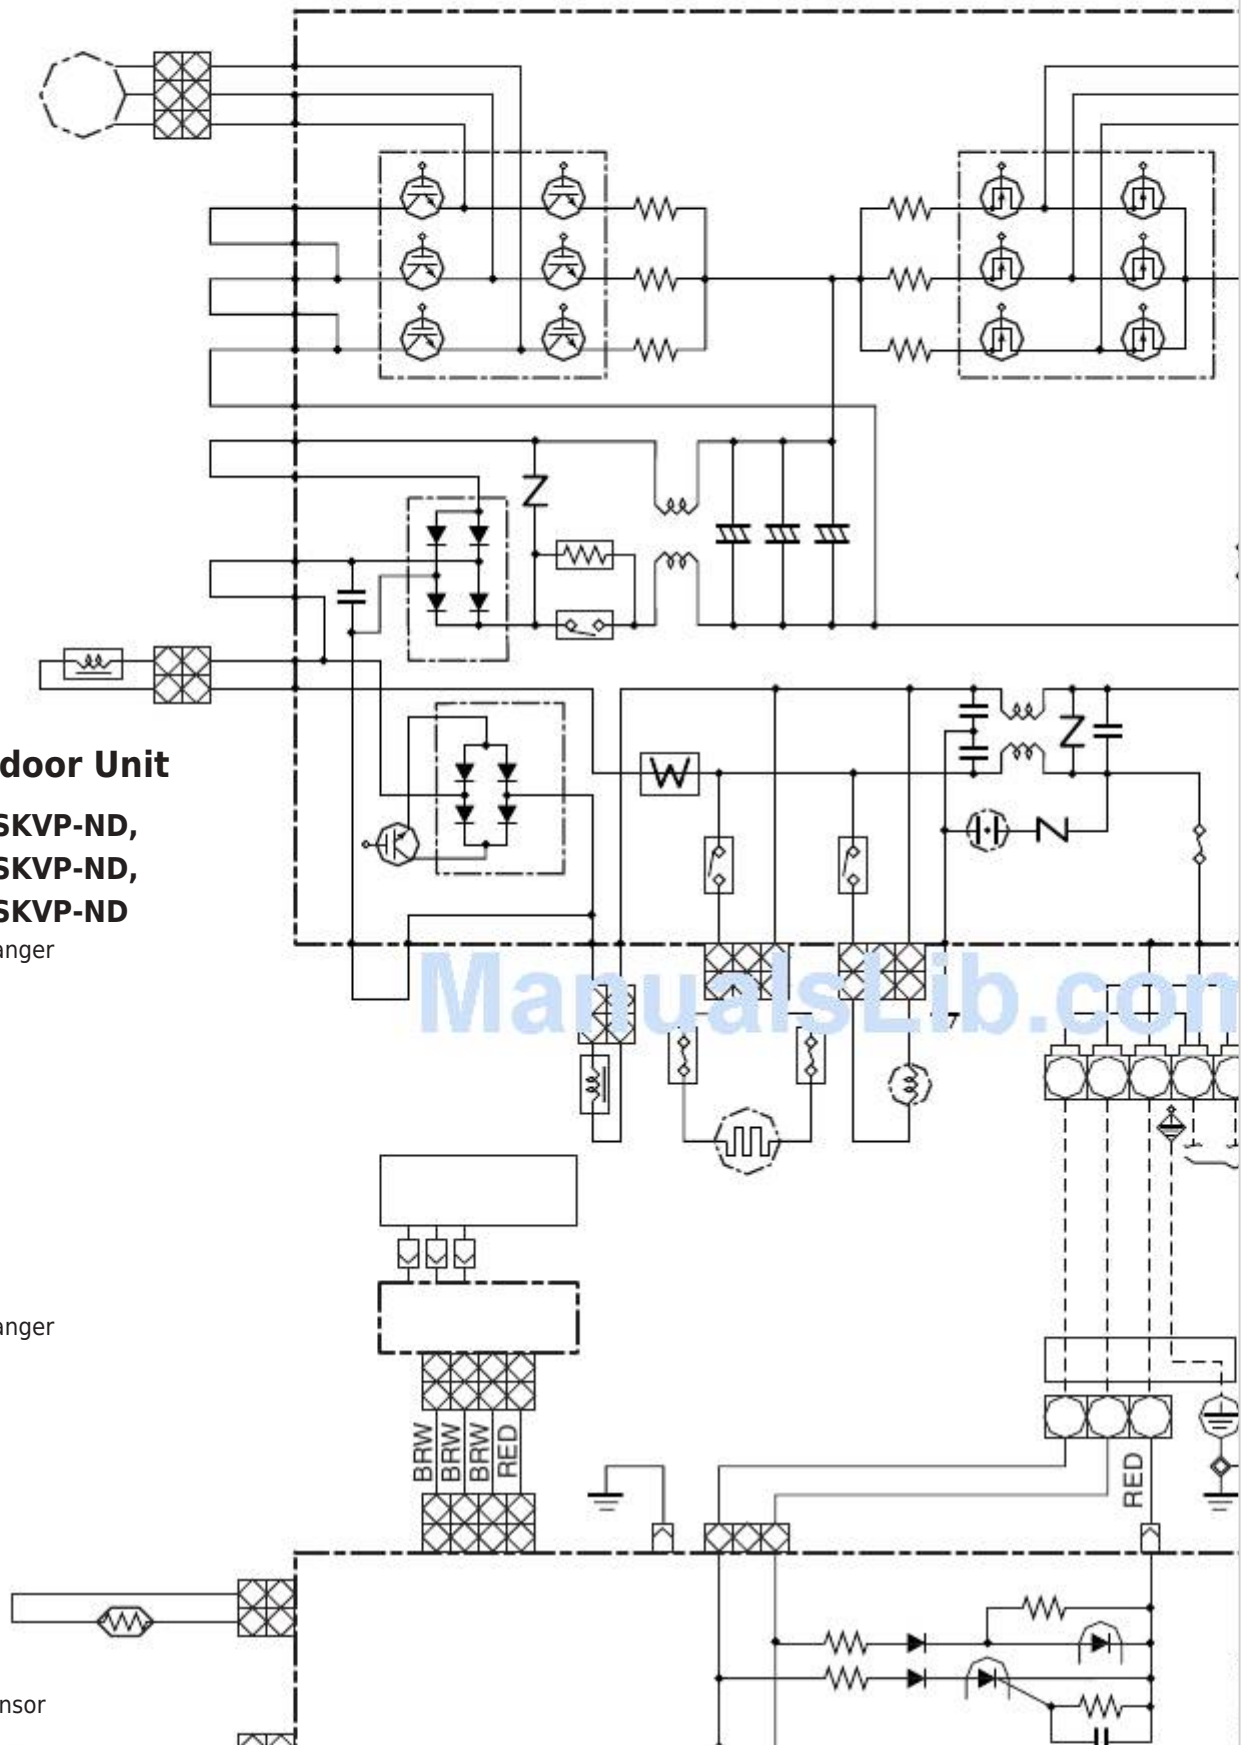 door Unit
SKVP-ND,
SKVP-ND,
SKVP-ND
anger
ManualsLib.com
anger
BRW
BRW
BRW
RED
RED
nsor